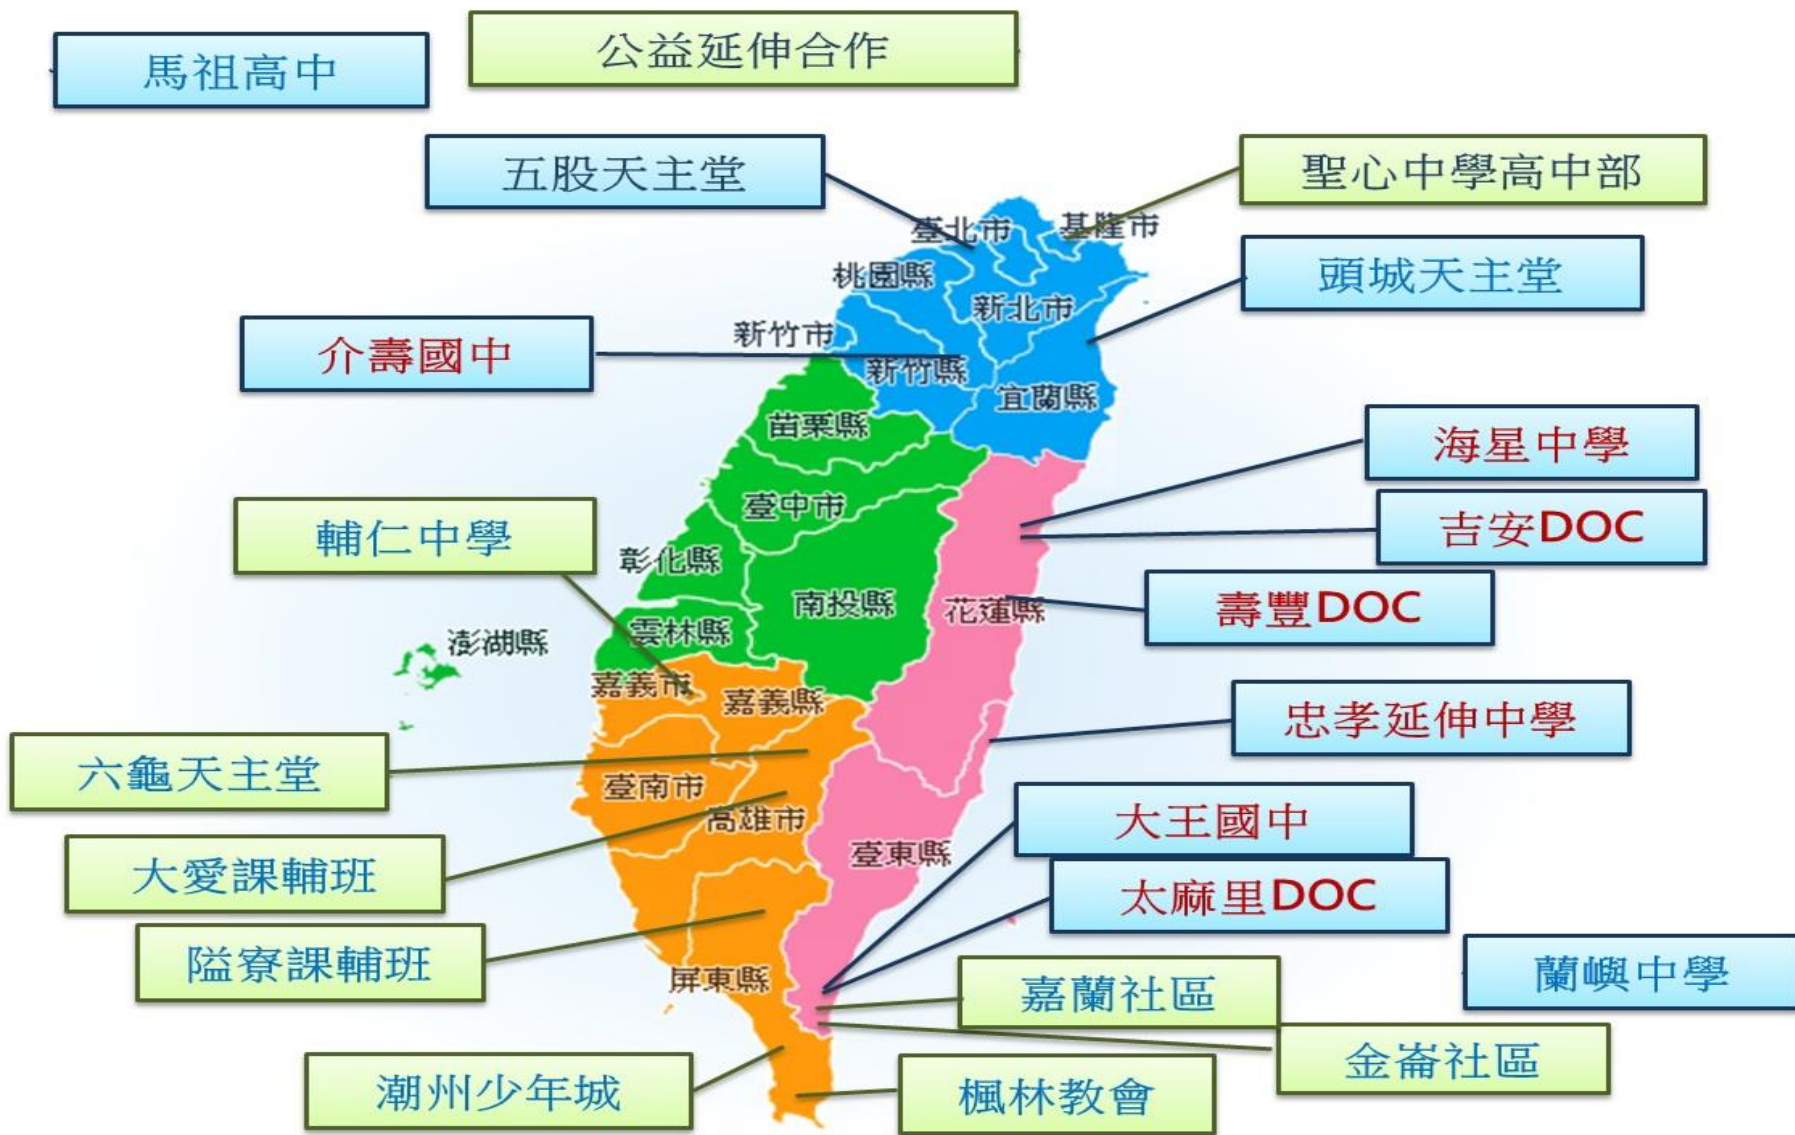 馬祖高中
公益延伸合作
五股天主堂
聖心中學高中部
臺北市
基隆市
頭城天主堂
桃園縣
新北市
新竹市
介壽國中
新竹縣
宜蘭縣
苗栗縣
海星中學
臺中市
吉安DOC
輔仁中學
彰化縣
南投縣
花蓮縣
壽豐DOC
雲林縣
澎湖縣
嘉義市
嘉義縣
忠孝延伸中學
六龜天主堂
臺南市
高雄市
大王國中
臺東縣
大愛課輔班
太麻里DOC
隘寮課輔班
屏東縣
蘭嶼中學
嘉蘭社區
金崙社區
潮州少年城
楓林教會